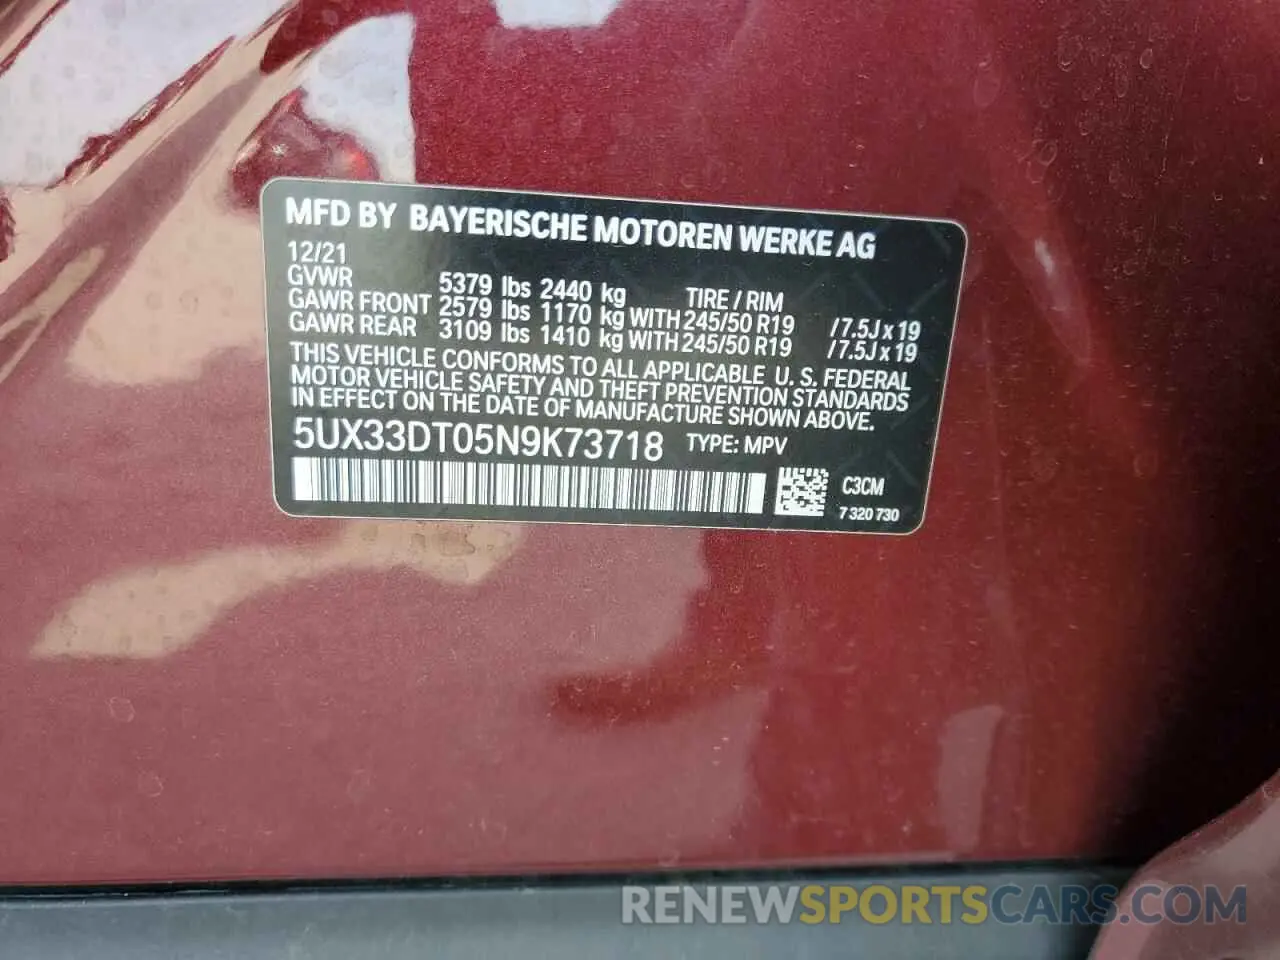 MFD BY BAYERISCHE MOTOREN WERKE AG
12/21
GVWR 5379 lbs 2440 kg TIRE / RIM
GAWR FRONT 2579 lbs 1170 kg WITH 245/50 R19 /7.5J x 19
GAWR REAR 3109 lbs 1410 kg WITH 245/50 R19 /7.5J x 19
THIS VEHICLE CONFORMS TO ALL APPLICABLE U. S. FEDERAL
MOTOR VEHICLE SAFETY AND THEFT PREVENTION STANDARDS
IN EFFECT ON THE DATE OF MANUFACTURE SHOWN ABOVE.
5UX33DT05N9K73718 TYPE: MPV
C3CM
7 320 730
RENEWSPORTSCARS.COM